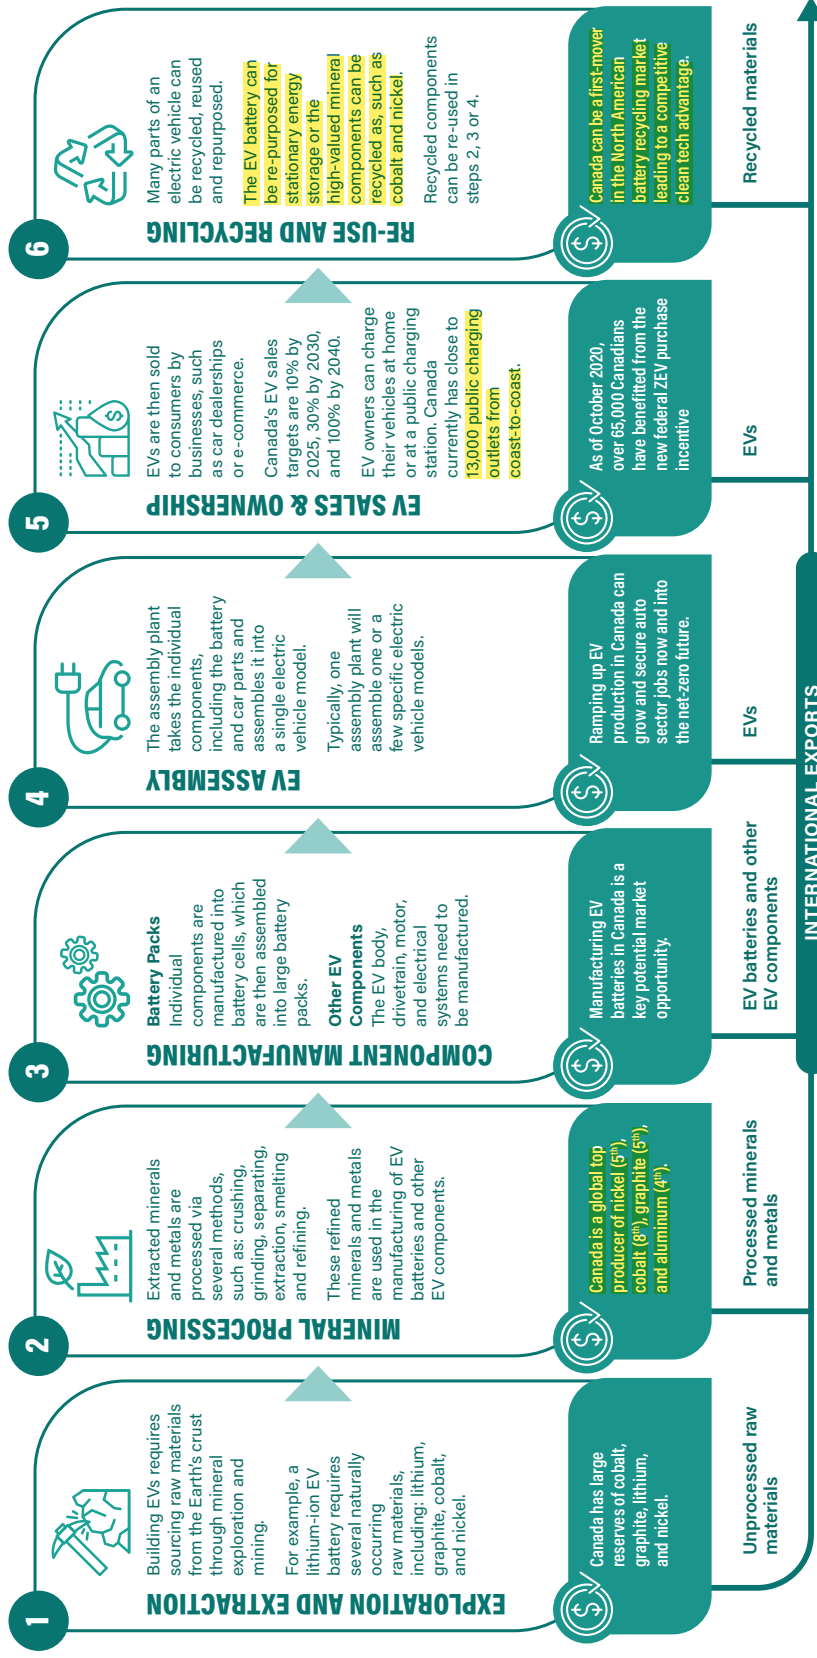 1
EXPLORATION AND EXTRACTION
Building EVs requires
sourcing raw materials
from the Earth's crust
through mineral
exploration and
mining.
For example, a
lithium-ion EV
battery requires
several naturally
occurring
raw materials,
including: lithium,
graphite, cobalt,
and nickel.
$
Canada has large
reserves of cobalt,
graphite, lithium,
and nickel.
Unprocessed raw
materials
2
MINERAL PROCESSING
Extracted minerals
and metals are
processed via
several methods,
such as: crushing,
grinding, separating,
extraction, smelting
and refining.
These refined
minerals and metals
are used in the
manufacturing of EV
batteries and other
EV components.
$
Canada is a global top
producer of nickel (5th),
cobalt (8th), graphite (5th),
and aluminum (4th).
Processed minerals
and metals
3
COMPONENT MANUFACTURING
Battery Packs
Individual
components are
manufactured into
battery cells, which
are then assembled
into large battery
packs.
Other EV
Components
The EV body,
drivetrain, motor,
and electrical
systems need to
be manufactured.
$
Manufacturing EV
batteries in Canada is a
key potential market
opportunity.
EV batteries and other
EV components
4
EV ASSEMBLY
The assembly plant
takes the individual
components,
including the battery
and car parts and
assembles it into
a single electric
vehicle model.
Typically, one
assembly plant will
assemble one or a
few specific electric
vehicle models.
$
Ramping up EV
production in Canada can
grow and secure auto
sector jobs now and into
the net-zero future.
EVs
5
EV SALES & OWNERSHIP
$
EVs are then sold
to consumers by
businesses, such
as car dealerships
or e-commerce.
Canada's EV sales
targets are 10% by
2025, 30% by 2030,
and 100% by 2040.
EV owners can charge
their vehicles at home
or at a public charging
station. Canada
currently has close to
13,000 public charging
outlets from
coast-to-coast.
$
As of October 2020,
over 65,000 Canadians
have benefitted from the
new federal ZEV purchase
incentive
EVs
6
RE-USE AND RECYCLING
Many parts of an
electric vehicle can
be recycled, reused
and repurposed.
The EV battery can
be re-purposed for
stationary energy
storage or the
high-valued mineral
components can be
recycled as, such as
cobalt and nickel.
Recycled components
can be re-used in
steps 2, 3 or 4.
$
Canada can be a first-mover
in the North American
battery recycling market
leading to a competitive
clean tech advantage.
Recycled materials
INTERNATIONAL EXPORTS